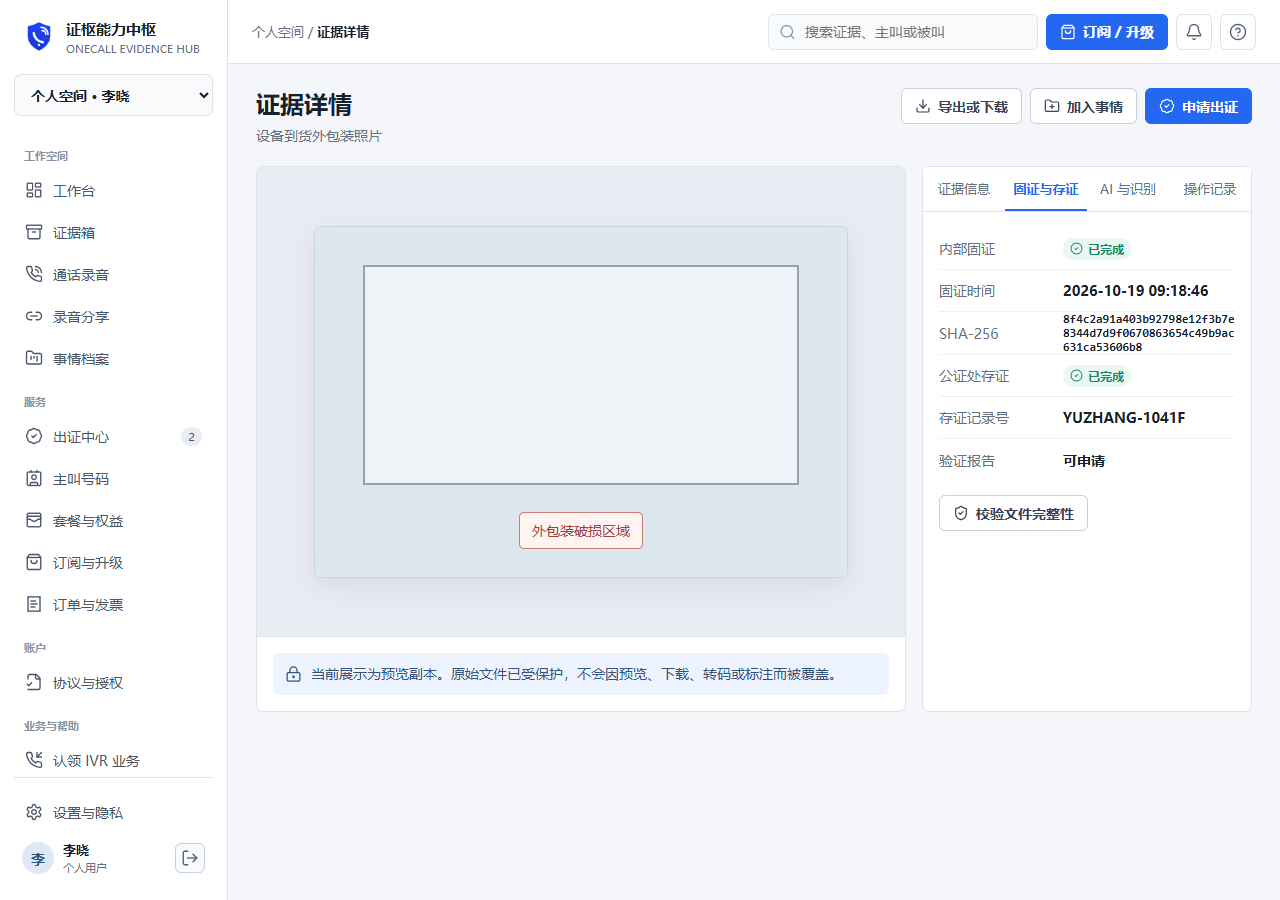 证枢能力中枢
ONECALL EVIDENCE HUB
个人空间 • 李晓
工作空间
工作台
证据箱
通话录音
录音分享
事情档案
服务
出证中心 2
主叫号码
套餐与权益
订阅与升级
订单与发票
账户
协议与授权
业务与帮助
认领 IVR 业务
设置与隐私
李 李晓
个人用户
个人空间 / 证据详情
搜索证据、主叫或被叫
订阅 / 升级
证据详情
设备到货外包装照片
导出或下载
加入事情
申请出证
外包装破损区域
当前展示为预览副本。原始文件已受保护，不会因预览、下载、转码或标注而被覆盖。
证据信息 固证与存证 AI 与识别 操作记录
内部固证 已完成
固证时间 2026-10-19 09:18:46
SHA-256 8f4c2a91a403b92798e12f3b7e
8344d7d9f0670863654c49b9ac
631ca53606b8
公证处存证 已完成
存证记录号 YUZHANG-1041F
验证报告 可申请
校验文件完整性